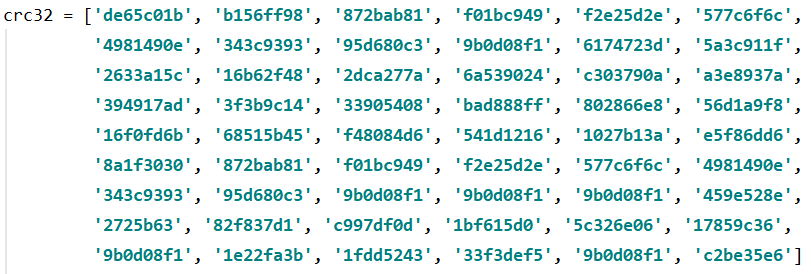 crc32 = ['de65c01b', 'b156ff98', '872bab81', 'f01bc949', 'f2e25d2e', '577c6f6c',
'4981490e', '343c9393', '95d680c3', '9b0d08f1', '6174723d', '5a3c911f',
'2633a15c', '16b62f48', '2dca277a', '6a539024', 'c303790a', 'a3e8937a',
'394917ad', '3f3b9c14', '33905408', 'bad888ff', '802866e8', '56d1a9f8',
'16f0fd6b', '68515b45', 'f48084d6', '541d1216', '1027b13a', 'e5f86dd6',
'8a1f3030', '872bab81', 'f01bc949', 'f2e25d2e', '577c6f6c', '4981490e',
'343c9393', '95d680c3', '9b0d08f1', '9b0d08f1', '9b0d08f1', '459e528e',
'2725b63', '82f837d1', 'c997df0d', '1bf615d0', '5c326e06', '17859c36',
'9b0d08f1', '1e22fa3b', '1fdd5243', '33f3def5', '9b0d08f1', 'c2be35e6']